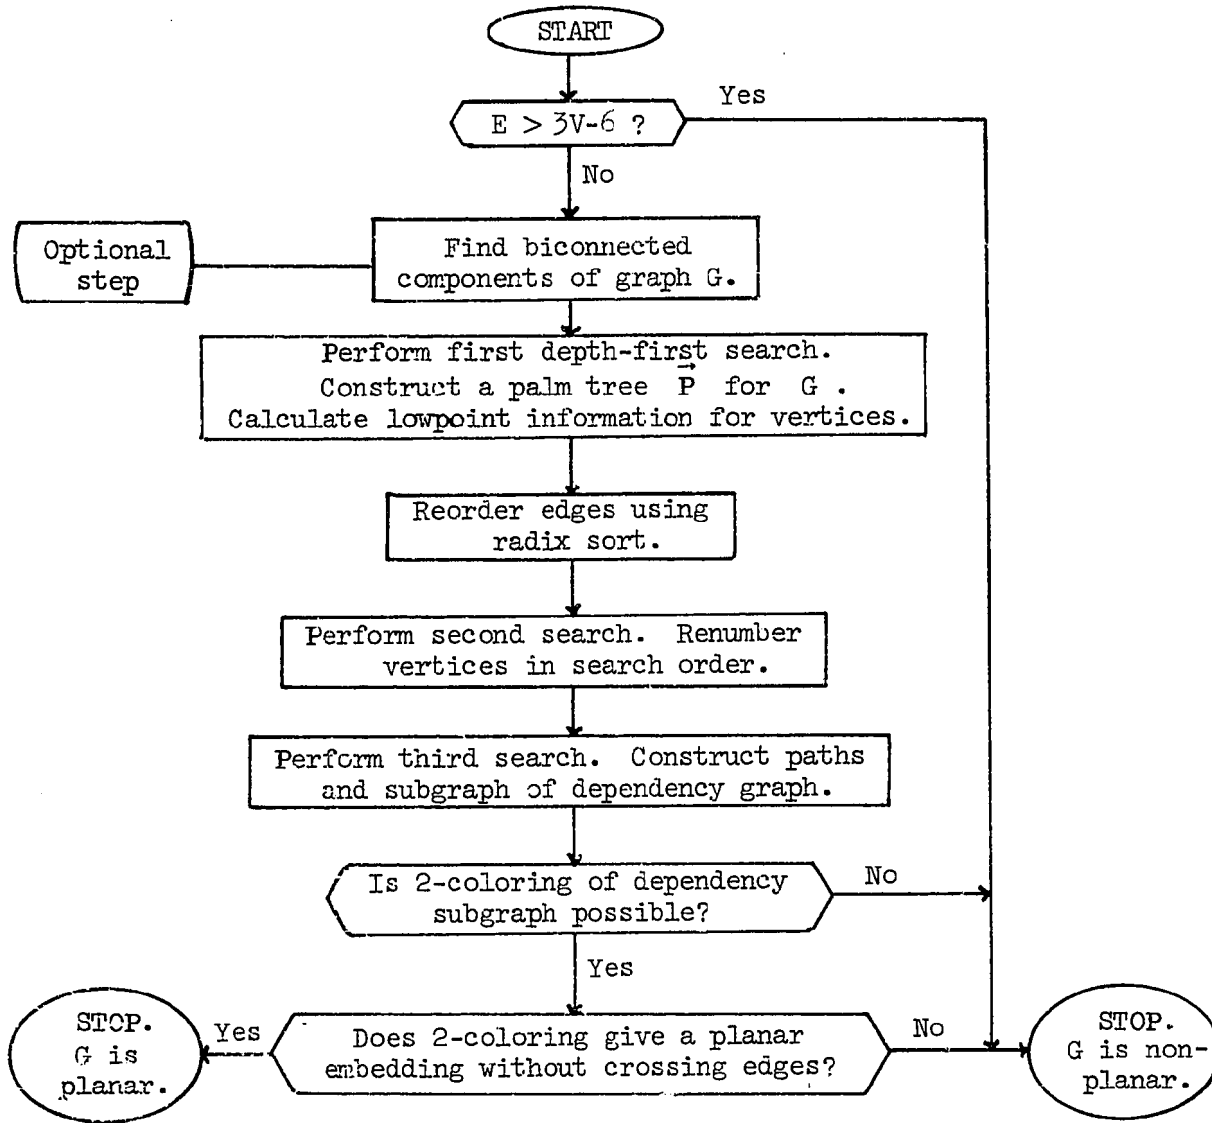 START
E > 3V-6 ?
Yes
No
Optional
step
Find biconnected
components of graph G.
Perform first depth-first search.
Construct a palm tree P⃗ for G .
Calculate lowpoint information for vertices.
Reorder edges using
radix sort.
Perform second search. Renumber
vertices in search order.
Perform third search. Construct paths
and subgraph of dependency graph.
Is 2-coloring of dependency
subgraph possible?
No
Yes
STOP.
G is
planar.
Yes
Does 2-coloring give a planar
embedding without crossing edges?
No
STOP.
G is non-
planar.